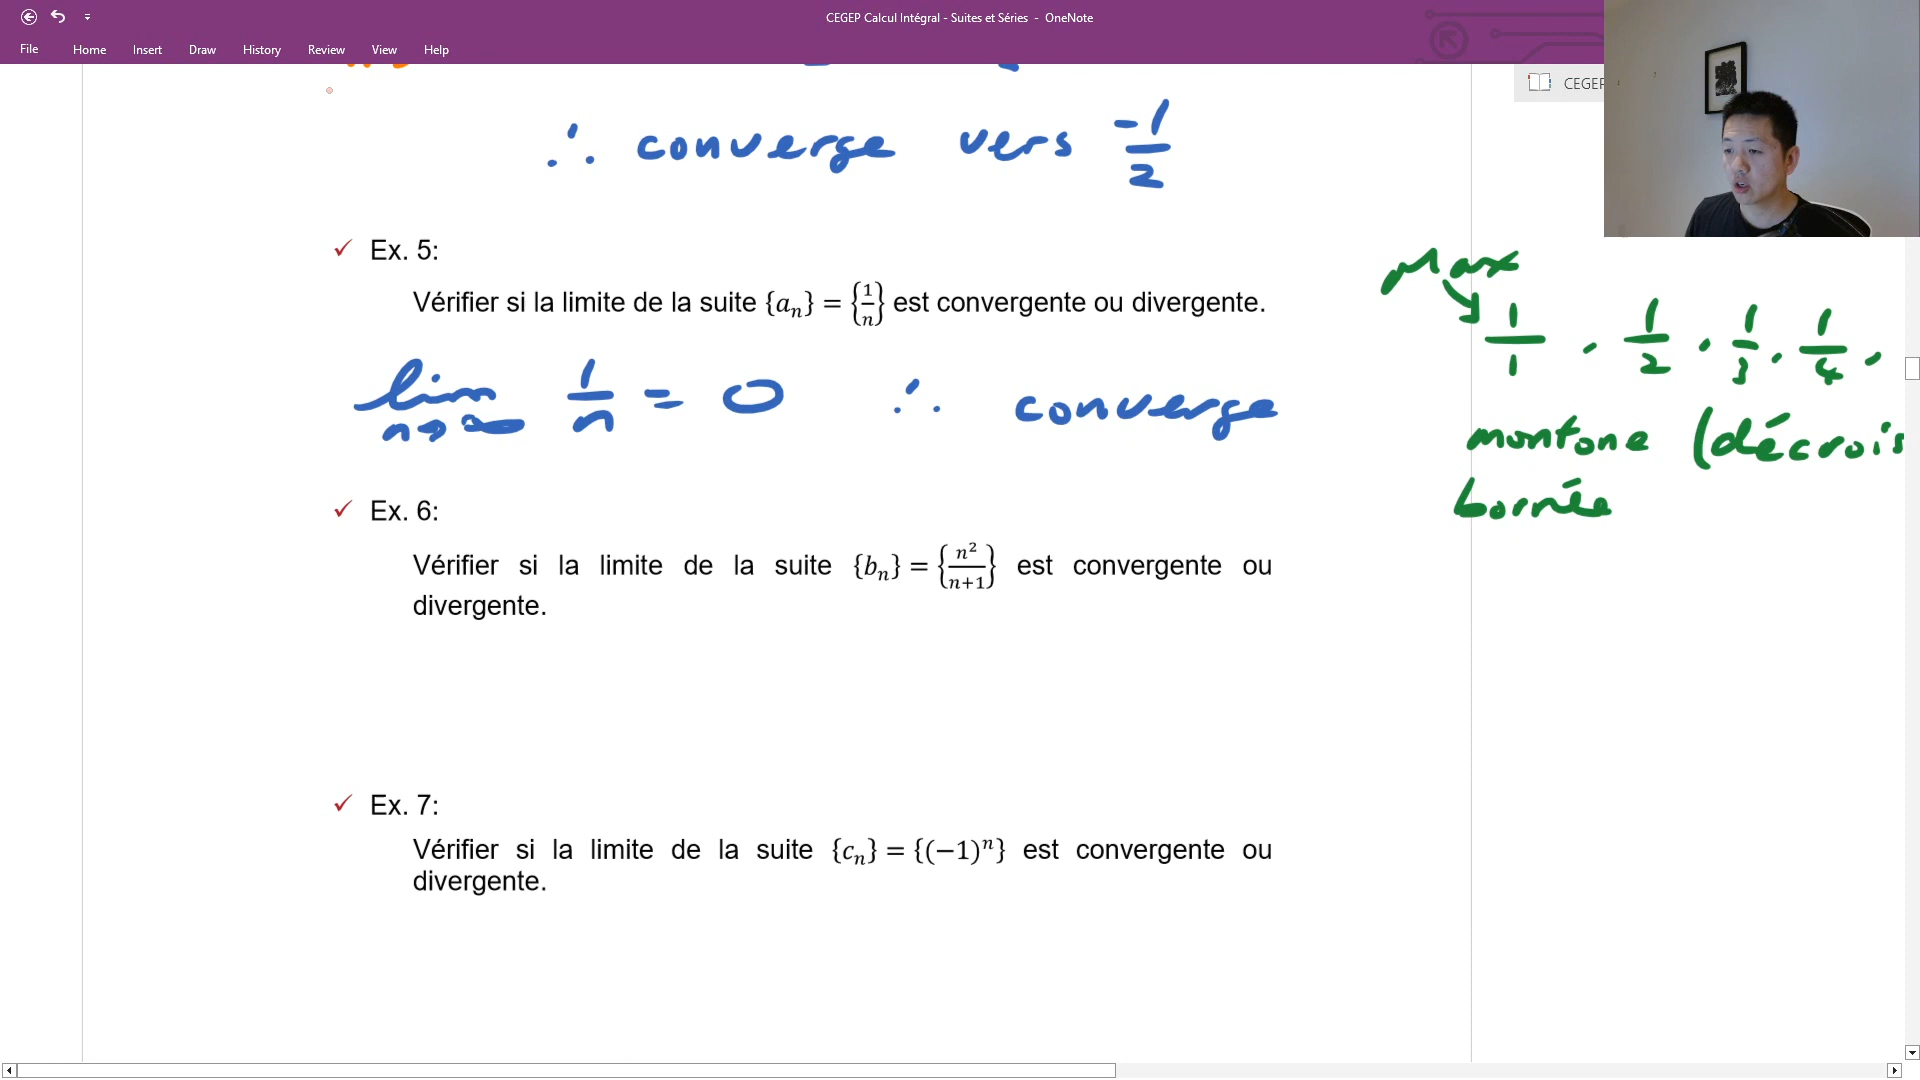 CEGEP Calcul Intégral - Suites et Séries - OneNote
File Home Insert Draw History Review View Help
CEGEP
∴ converge vers -1/2
Ex. 5:
Vérifier si la limite de la suite {aₙ} = {1/n} est convergente ou divergente.
lim n→∞ 1/n = 0 ∴ converge
Max
1/1 , 1/2 , 1/3 , 1/4 ,
montone (décrois
bornée
Ex. 6:
Vérifier si la limite de la suite {bₙ} = {n²/(n+1)} est convergente ou
divergente.
Ex. 7:
Vérifier si la limite de la suite {cₙ} = {(−1)ⁿ} est convergente ou
divergente.